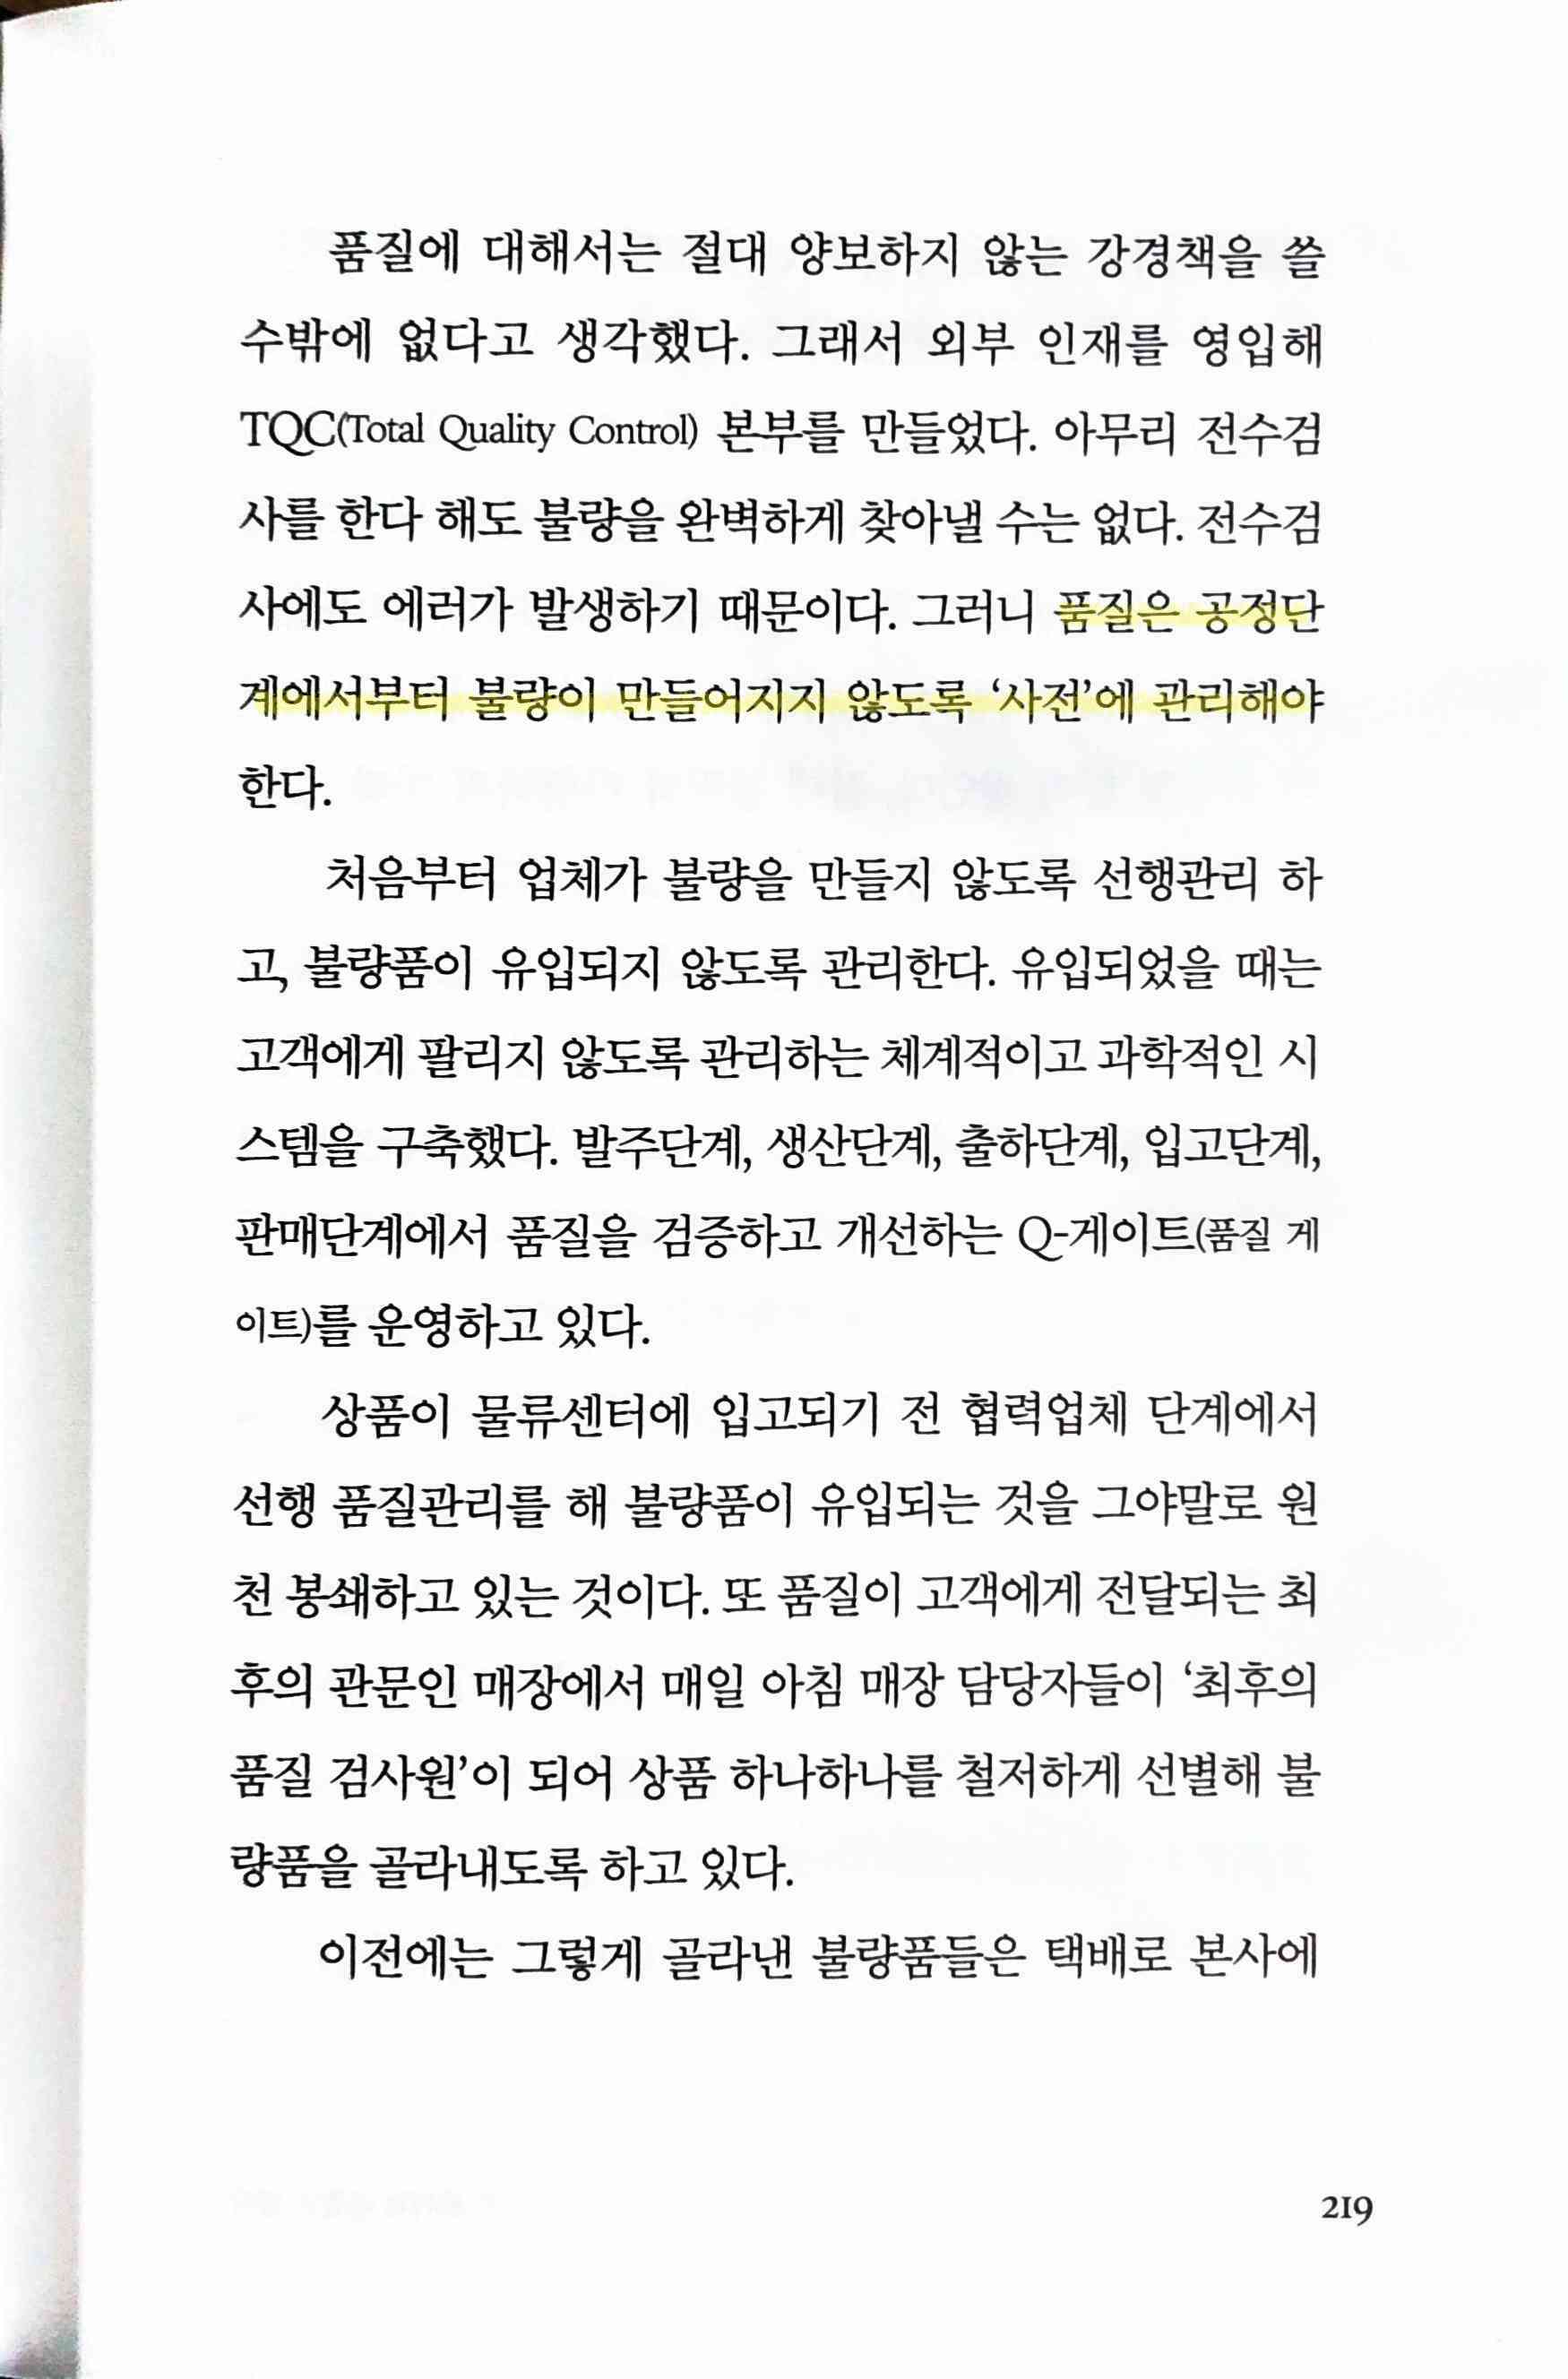 품질에 대해서는 절대 양보하지 않는 강경책을 쓸
수밖에 없다고 생각했다. 그래서 외부 인재를 영입해
TQC(Total Quality Control) 본부를 만들었다. 아무리 전수검
사를 한다 해도 불량을 완벽하게 찾아낼 수는 없다. 전수검
사에도 에러가 발생하기 때문이다. 그러니 품질은 공정단
계에서부터 불량이 만들어지지 않도록 ‘사전’에 관리해야
한다.
처음부터 업체가 불량을 만들지 않도록 선행관리 하
고, 불량품이 유입되지 않도록 관리한다. 유입되었을 때는
고객에게 팔리지 않도록 관리하는 체계적이고 과학적인 시
스템을 구축했다. 발주단계, 생산단계, 출하단계, 입고단계,
판매단계에서 품질을 검증하고 개선하는 Q-게이트(품질 게
이트)를 운영하고 있다.
상품이 물류센터에 입고되기 전 협력업체 단계에서
선행 품질관리를 해 불량품이 유입되는 것을 그야말로 원
천 봉쇄하고 있는 것이다. 또 품질이 고객에게 전달되는 최
후의 관문인 매장에서 매일 아침 매장 담당자들이 ‘최후의
품질 검사원’이 되어 상품 하나하나를 철저하게 선별해 불
량품을 골라내도록 하고 있다.
이전에는 그렇게 골라낸 불량품들은 택배로 본사에
219